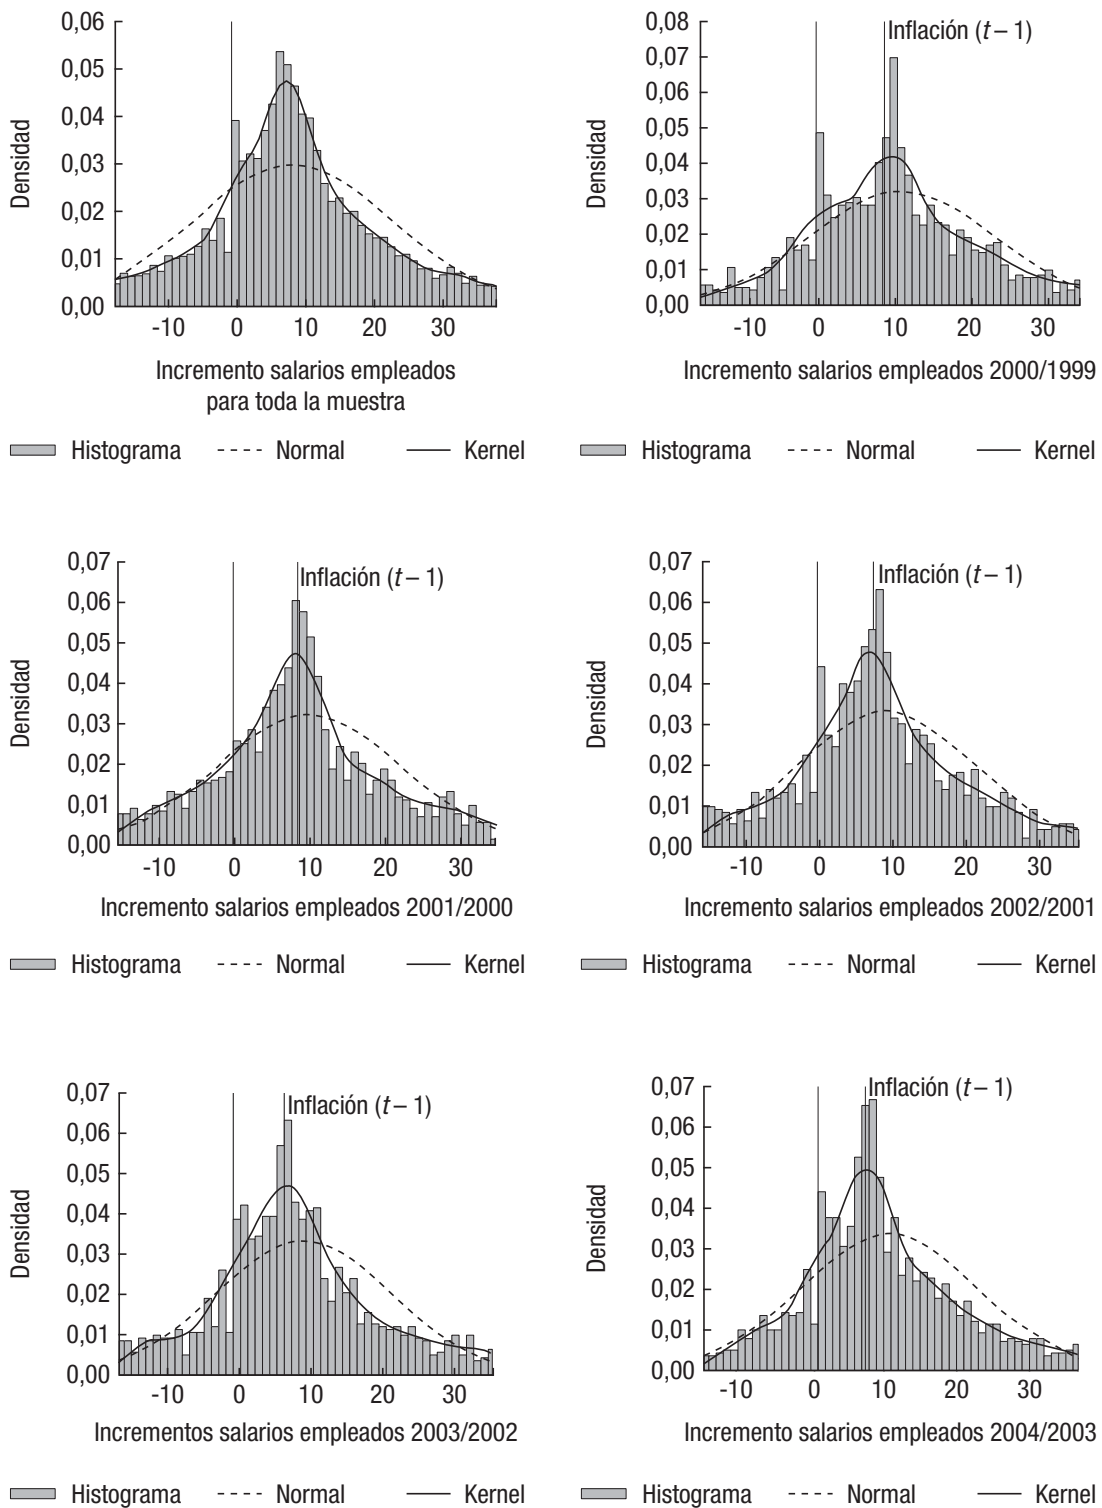 0,06
0,05
0,04
0,03
0,02
0,01
0,00
Densidad
-10 0 10 20 30
Incremento salarios empleados
para toda la muestra
Histograma Normal Kernel
0,08
0,07
0,06
0,05
0,04
0,03
0,02
0,01
0,00
Densidad
Inflación (t – 1)
-10 0 10 20 30
Incremento salarios empleados 2000/1999
Histograma Normal Kernel
0,07
0,06
0,05
0,04
0,03
0,02
0,01
0,00
Densidad
Inflación (t – 1)
-10 0 10 20 30
Incremento salarios empleados 2001/2000
Histograma Normal Kernel
0,07
0,06
0,05
0,04
0,03
0,02
0,01
0,00
Densidad
Inflación (t – 1)
-10 0 10 20 30
Incremento salarios empleados 2002/2001
Histograma Normal Kernel
0,07
0,06
0,05
0,04
0,03
0,02
0,01
0,00
Densidad
Inflación (t – 1)
-10 0 10 20 30
Incrementos salarios empleados 2003/2002
Histograma Normal Kernel
0,07
0,06
0,05
0,04
0,03
0,02
0,01
0,00
Densidad
Inflación (t – 1)
-10 0 10 20 30
Incremento salarios empleados 2004/2003
Histograma Normal Kernel